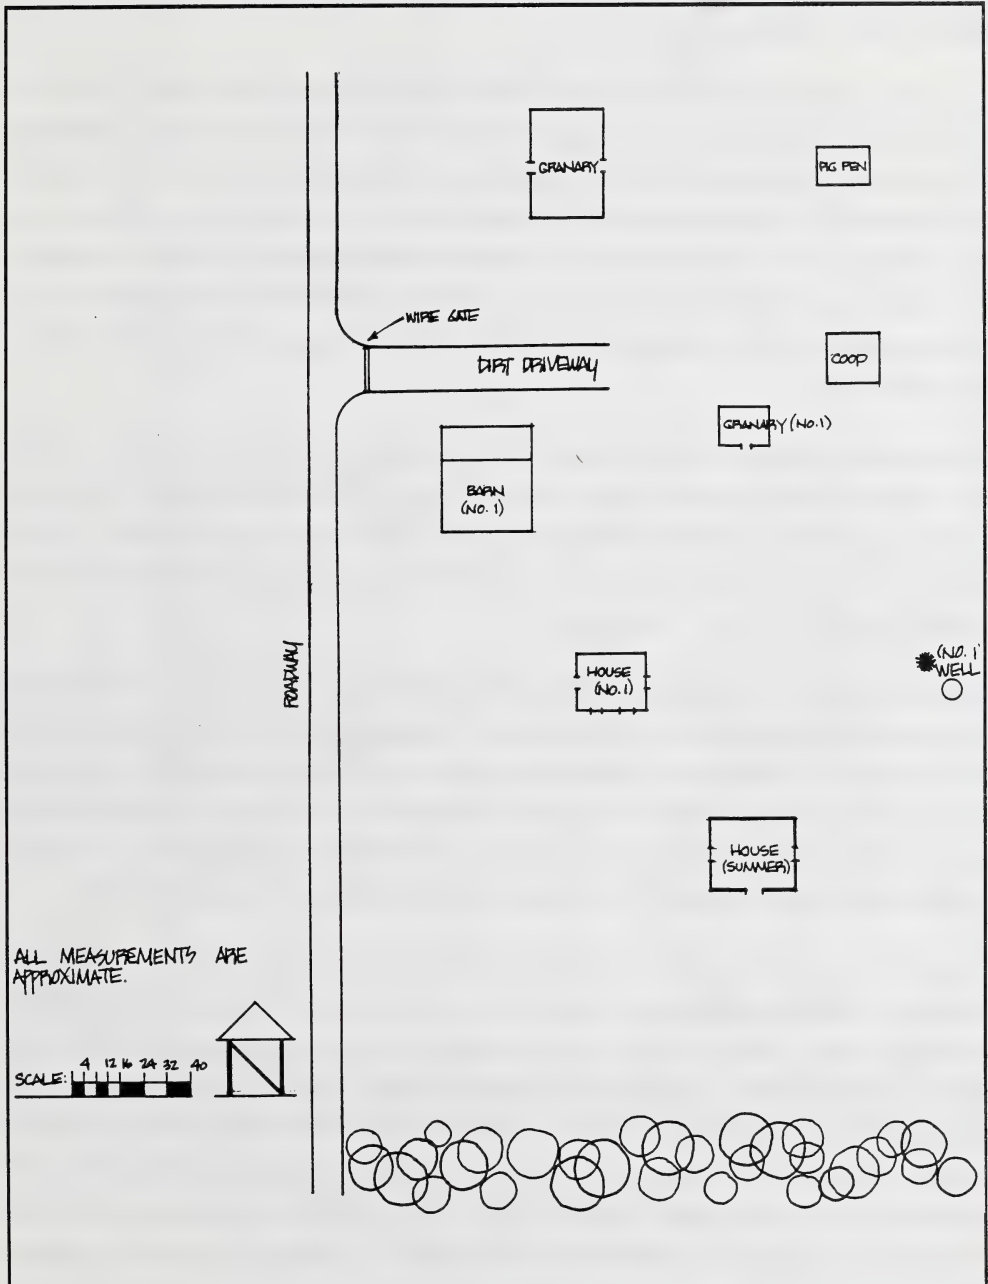 GRANARY
PIG PEN
WIRE GATE
DIRT DRIVEWAY
COOP
GRANARY (NO.1)
BARN
(NO. 1)
ROADWAY
HOUSE
(NO.1)
(NO. 1
WELL
HOUSE
(SUMMER)
ALL MEASUREMENTS ARE
APPROXIMATE.
SCALE: 4 12 16 24 32 40